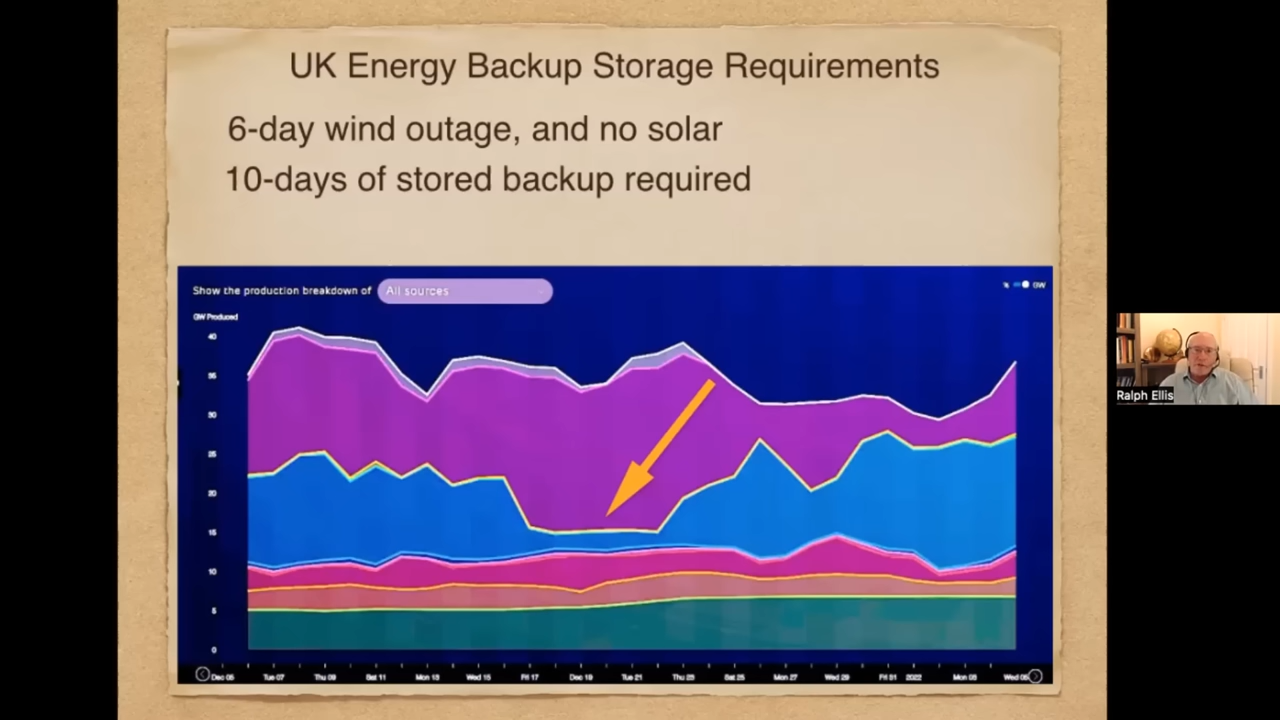 UK Energy Backup Storage Requirements
6-day wind outage, and no solar
10-days of stored backup required
Show the production breakdown of All sources
GW
GW Produced
40
35
30
25
20
15
10
5
0
Dec 05 Tue 07 Thu 09 Sat 11 Mon 13 Wed 15 Fri 17 Dec 19 Tue 21 Thu 23 Sat 25 Mon 27 Wed 29 Fri 31 2022 Mon 03 Wed
Ralph Ellis